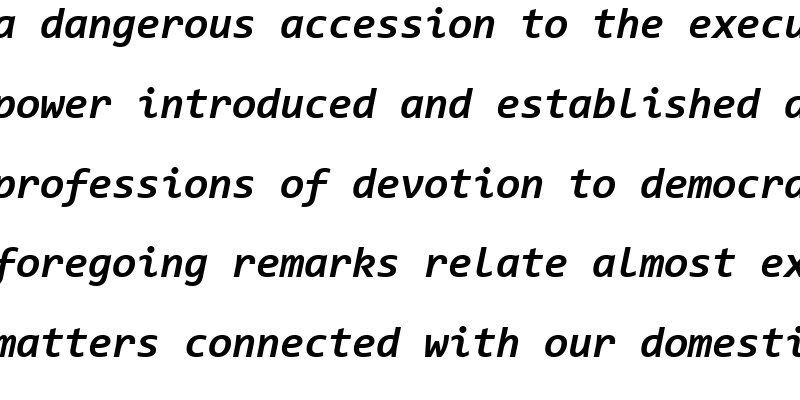 a dangerous accession to the execu
power introduced and established a
professions of devotion to democra
foregoing remarks relate almost ex
matters connected with our domesti